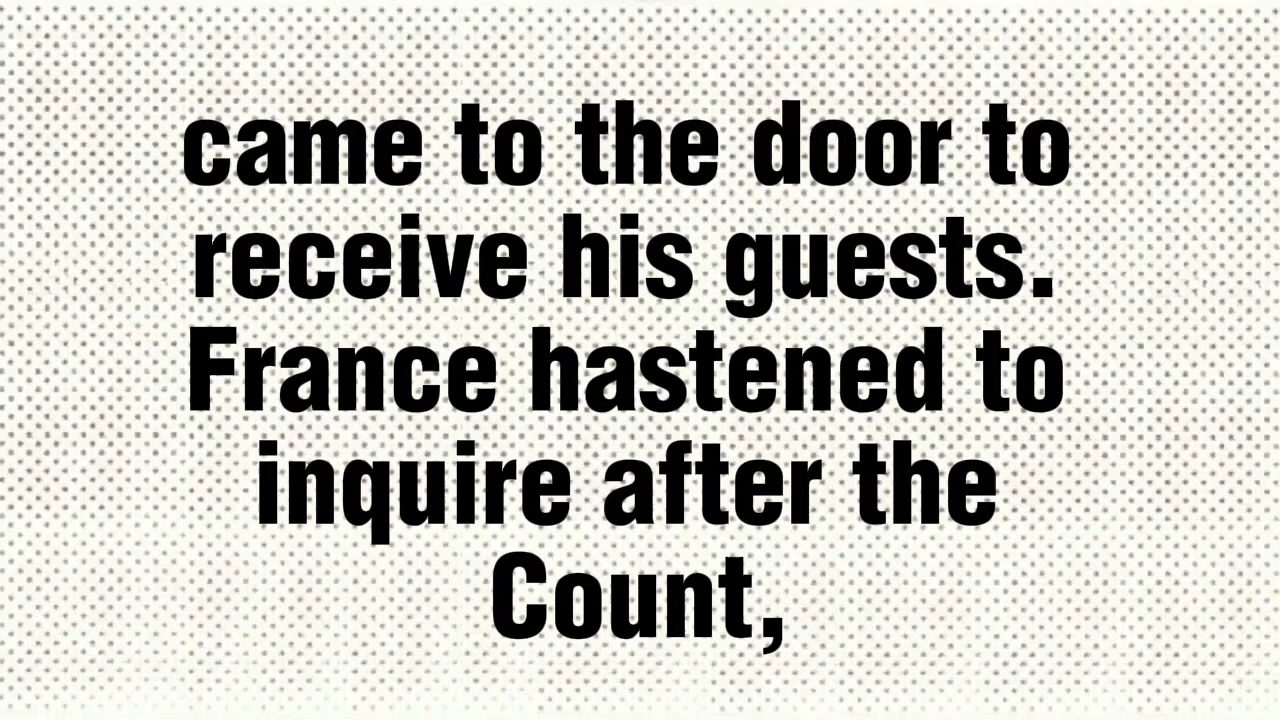 came to the door to
receive his guests.
France hastened to
inquire after the
Count,